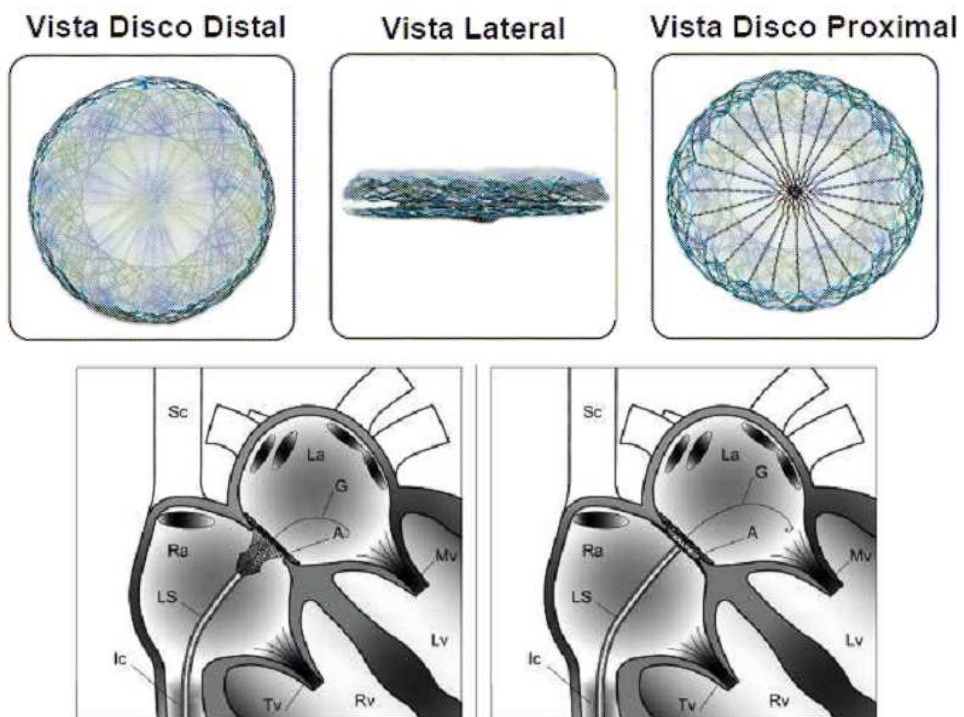 Vista Disco Distal
Vista Lateral
Vista Disco Proximal
Sc
La
G
A
Ra
Mv
LS
Lv
Ic
Tv
Rv
Sc
La
G
A
Ra
Mv
LS
Lv
Ic
Tv
Rv